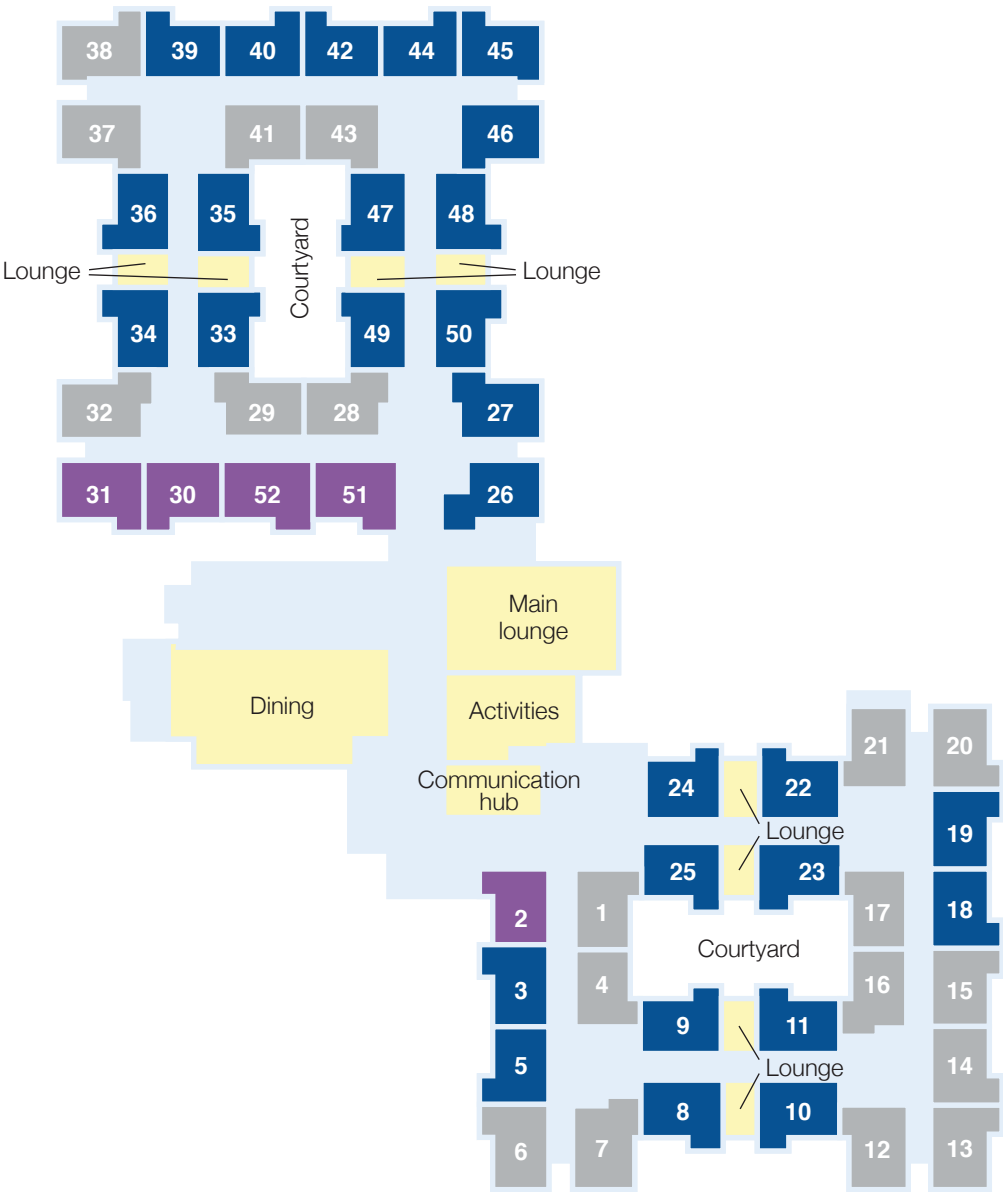 38 39 40 42 44 45
37 41 43 46
36 35 Courtyard 47 48
Lounge Lounge
34 33 49 50
32 29 28 27
31 30 52 51 26
Main
lounge
Dining Activities
21 20
Communication
hub
24 22
Lounge 19
25 23
2 1 17 18
Courtyard
3 4 16 15
9 11
5 Lounge 14
8 10
6 7 12 13